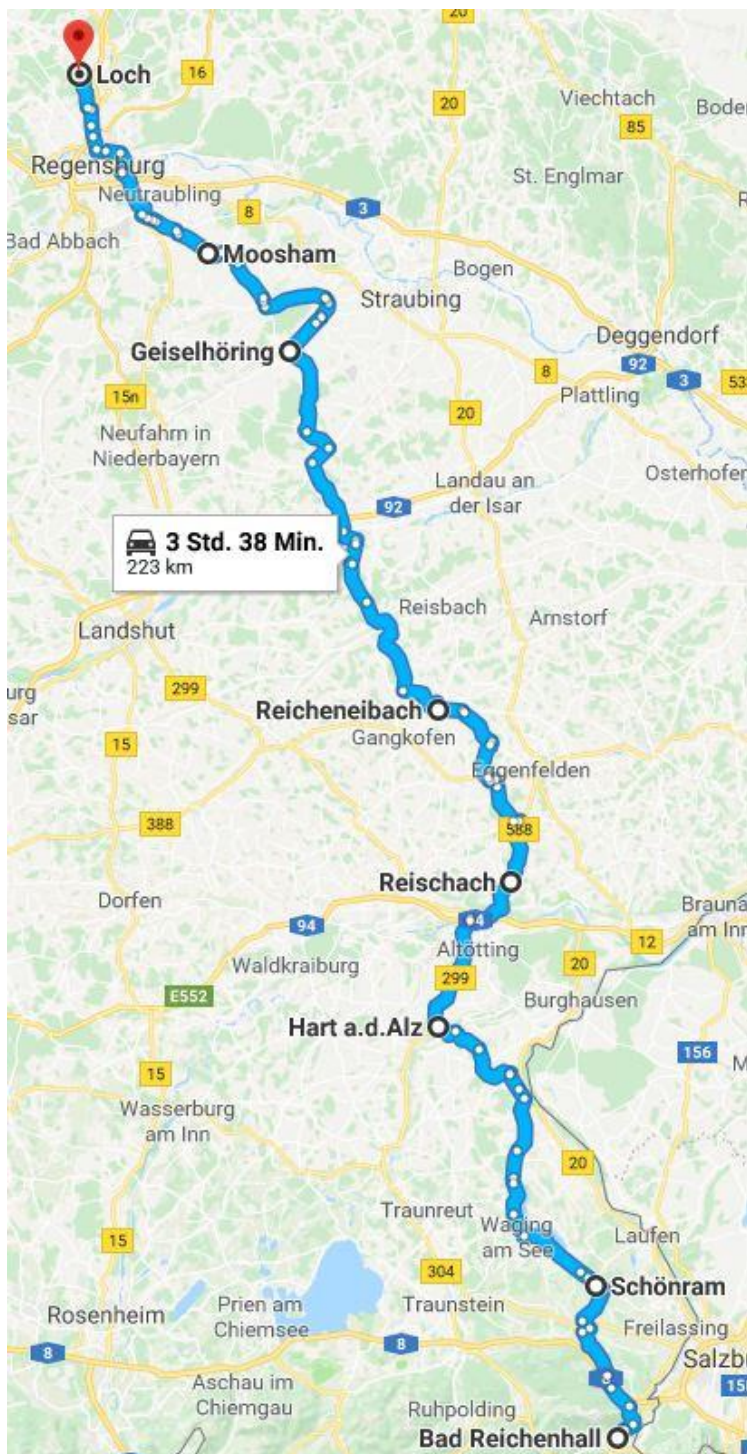 20
Loch
16
Viechtach
20
85
Regensburg
St. Englmar
Neutraubling
3
8
Bad Abbach
Moosham
Bogen
Straubing
Deggendorf
Geiselhöring
92
3
8
15n
Plattling
20
Neufahrn in
Niederbayern
Landau an
der Isar
92
3 Std. 38 Min.
223 km
Reisbach
Arnstorf
Landshut
299
Reicheneibach
15
Gangkofen
Eggenfelden
388
588
Reischach
Dorfen
94
12
Altötting
Waldkraiburg
20
299
Burghausen
E552
Hart a.d.Alz
156
15
Wasserburg
am Inn
20
Traunreut
Waging
am See
Laufen
15
304
Schönram
Prien am
Chiemsee
Traunstein
Rosenheim
Freilassing
8
8
Aschau im
Chiemgau
Ruhpolding
Bad Reichenhall